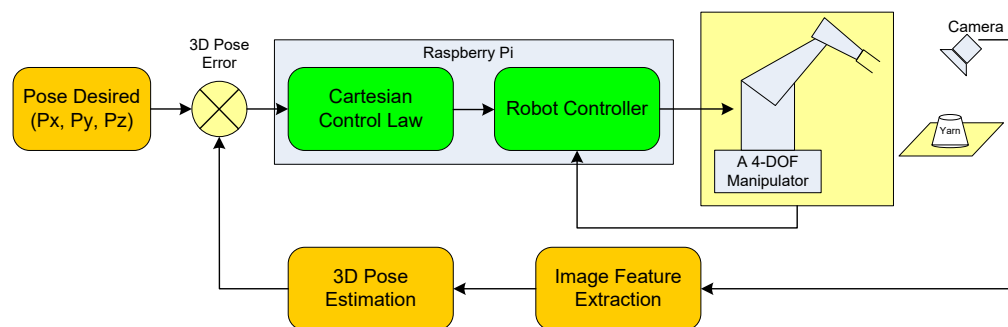 3D Pose
Error
Raspberry Pi
Camera
Pose Desired
(Px, Py, Pz)
Cartesian
Control Law
Robot Controller
Yarn
A 4-DOF
Manipulator
3D Pose
Estimation
Image Feature
Extraction